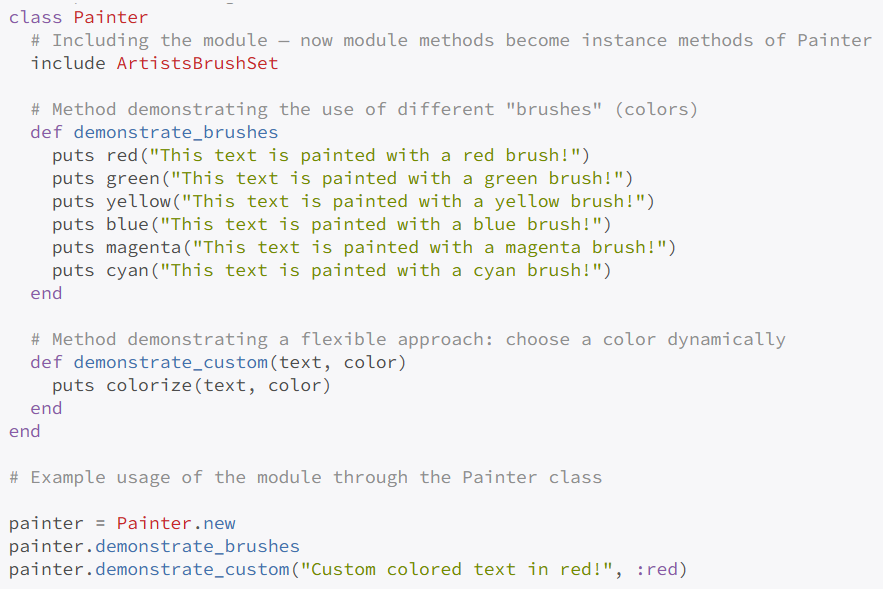 class Painter
  # Including the module — now module methods become instance methods of Painter
  include ArtistsBrushSet

  # Method demonstrating the use of different "brushes" (colors)
  def demonstrate_brushes
    puts red("This text is painted with a red brush!")
    puts green("This text is painted with a green brush!")
    puts yellow("This text is painted with a yellow brush!")
    puts blue("This text is painted with a blue brush!")
    puts magenta("This text is painted with a magenta brush!")
    puts cyan("This text is painted with a cyan brush!")
  end

  # Method demonstrating a flexible approach: choose a color dynamically
  def demonstrate_custom(text, color)
    puts colorize(text, color)
  end
end

# Example usage of the module through the Painter class

painter = Painter.new
painter.demonstrate_brushes
painter.demonstrate_custom("Custom colored text in red!", :red)